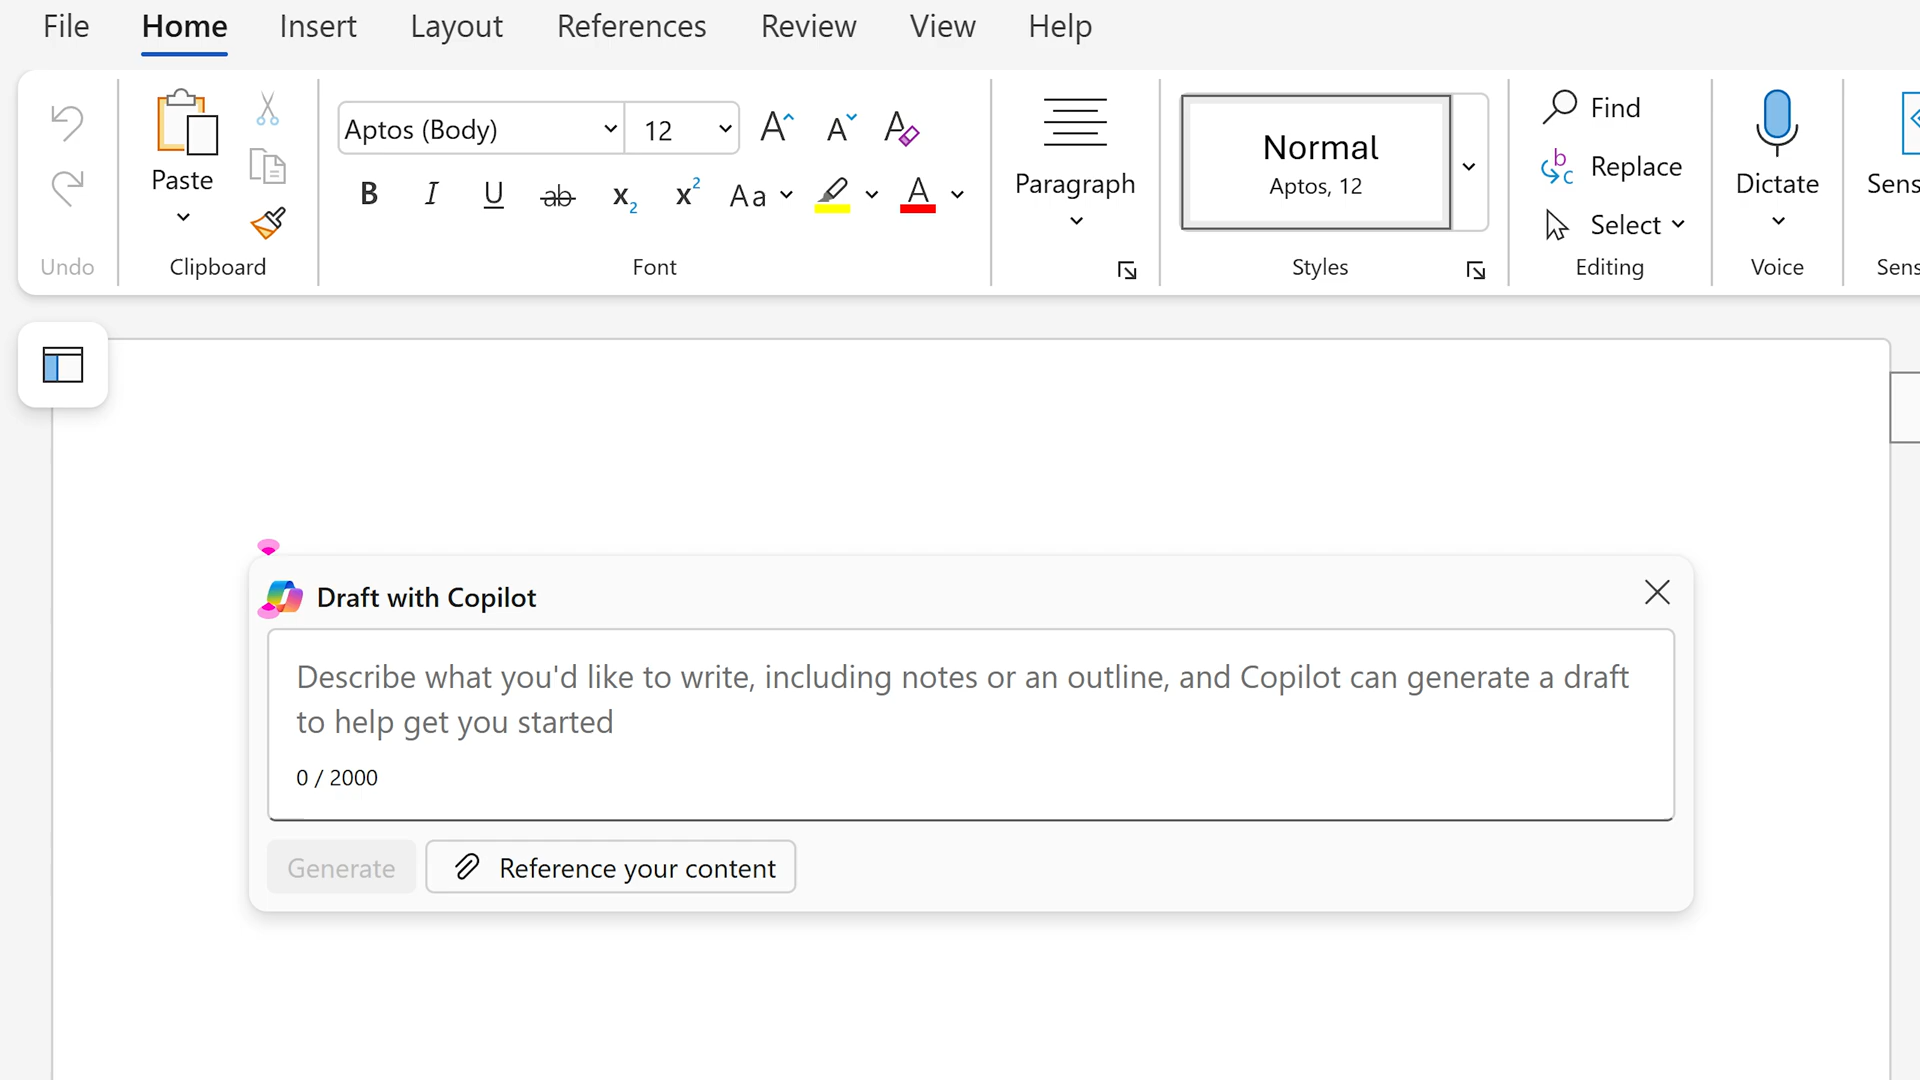 File Home Insert Layout References Review View Help
Aptos (Body) 12
Paste
B I U ab x2 x2 Aa A
Paragraph
Normal
Aptos, 12
Find
Replace
Select
Dictate
Sens
Undo Clipboard Font Styles Editing Voice Sens
Draft with Copilot
Describe what you'd like to write, including notes or an outline, and Copilot can generate a draft
to help get you started
0 / 2000
Generate Reference your content